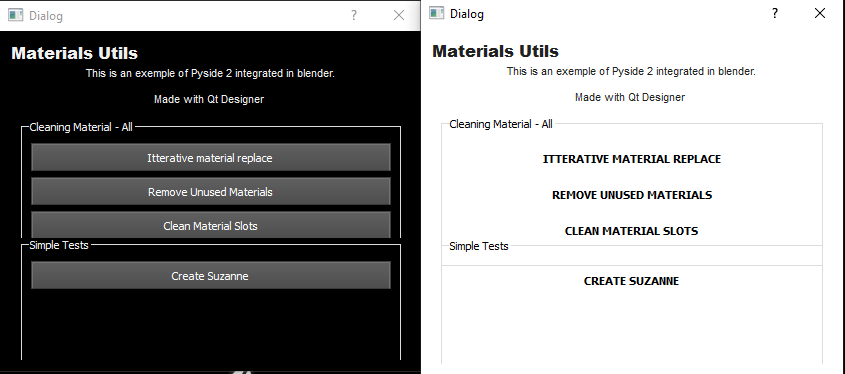 Dialog
?
Materials Utils
This is an exemple of Pyside 2 integrated in blender.
Made with Qt Designer
Cleaning Material - All
Itterative material replace
Remove Unused Materials
Clean Material Slots
Simple Tests
Create Suzanne
Dialog
?
Materials Utils
This is an exemple of Pyside 2 integrated in blender.
Made with Qt Designer
Cleaning Material - All
ITTERATIVE MATERIAL REPLACE
REMOVE UNUSED MATERIALS
CLEAN MATERIAL SLOTS
Simple Tests
CREATE SUZANNE